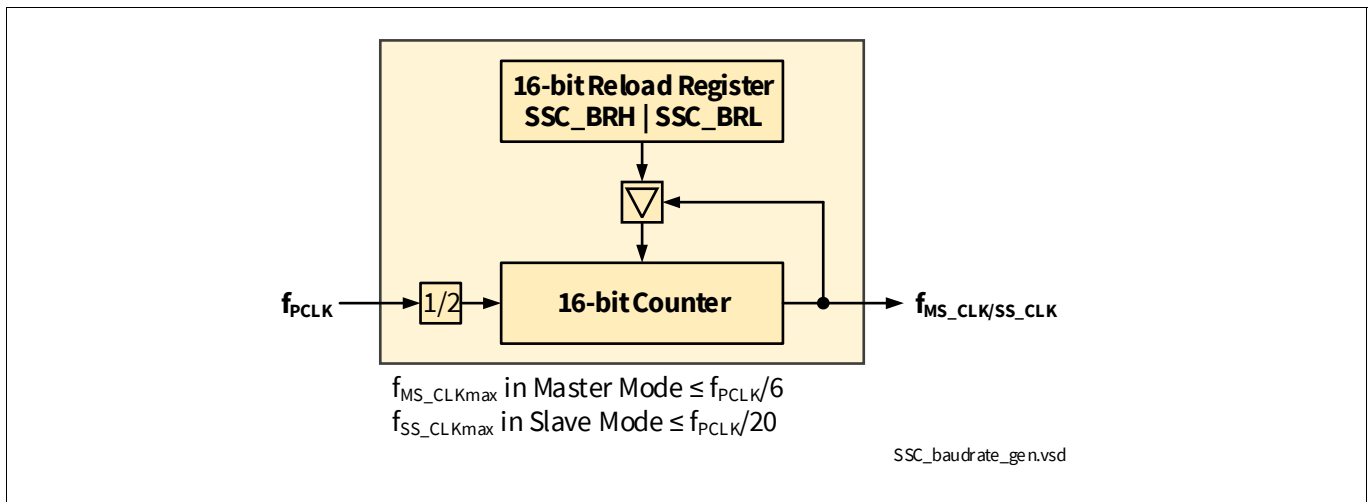 16-bit Reload Register
SSC_BRH | SSC_BRL
fPCLK
1/2
16-bit Counter
fMS_CLK/SS_CLK
fMS_CLKmax in Master Mode ≤ fPCLK/6
fSS_CLKmax in Slave Mode ≤ fPCLK/20
SSC_baudrate_gen.vsd